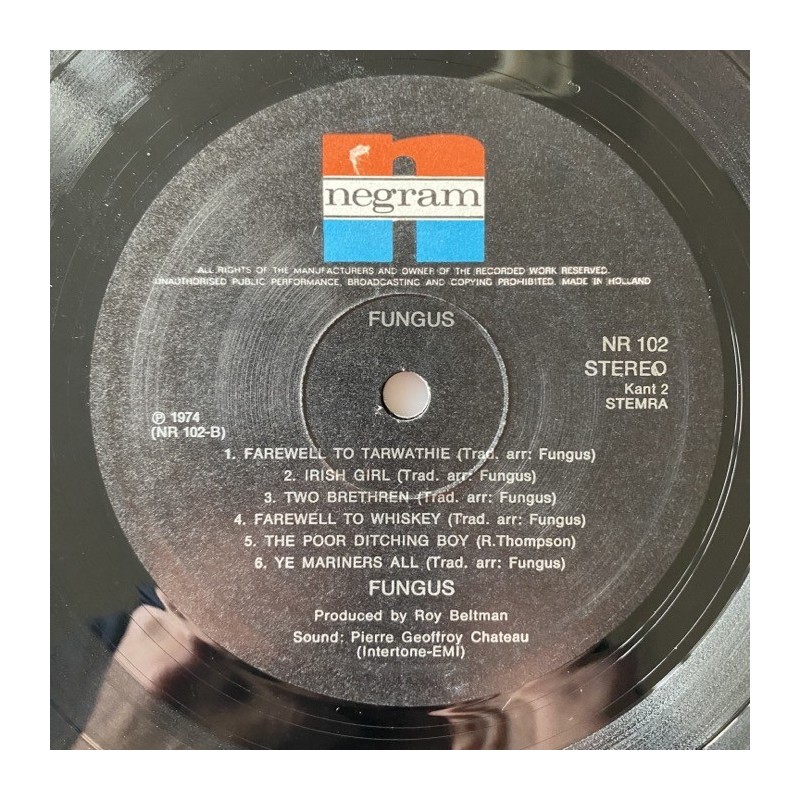 negram
ALL RIGHTS OF THE MANUFACTURERS AND OWNER OF THE RECORDED WORK RESERVED.
UNAUTHORISED PUBLIC PERFORMANCE, BROADCASTING AND COPYING PROHIBITED. MADE IN HOLLAND
FUNGUS
NR 102
STEREO
Kant 2
STEMRA
℗ 1974
(NR 102-B)
1. FAREWELL TO TARWATHIE (Trad. arr: Fungus)
2. IRISH GIRL (Trad. arr: Fungus)
3. TWO BRETHREN (Trad. arr: Fungus)
4. FAREWELL TO WHISKEY (Trad. arr: Fungus)
5. THE POOR DITCHING BOY (R.Thompson)
6. YE MARINERS ALL (Trad. arr: Fungus)
FUNGUS
Produced by Roy Beltman
Sound: Pierre Geoffroy Chateau
(Intertone-EMI)